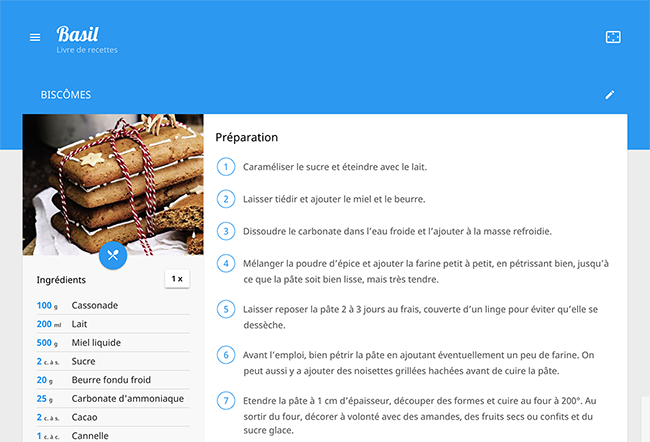 Basil
Livre de recettes
BISCÔMES
Préparation
1 Caraméliser le sucre et éteindre avec le lait.
2 Laisser tiédir et ajouter le miel et le beurre.
3 Dissoudre le carbonate dans l'eau froide et l'ajouter à la masse refroidie.
4 Mélanger la poudre d'épice et ajouter la farine petit à petit, en pétrissant bien, jusqu'à
ce que la pâte soit bien lisse, mais très tendre.
5 Laisser reposer la pâte 2 à 3 jours au frais, couverte d'un linge pour éviter qu'elle se
dessèche.
6 Avant l'emploi, bien pétrir la pâte en ajoutant éventuellement un peu de farine. On
peut aussi y a ajouter des noisettes grillées hachées avant de cuire la pâte.
7 Etendre la pâte à 1 cm d'épaisseur, découper des formes et cuire au four à 200°. Au
sortir du four, décorer à volonté avec des amandes, des fruits secs ou confits et du
sucre glace.
Ingrédients
1 x
100 g Cassonade
200 ml Lait
500 g Miel liquide
2 c. à s. Sucre
20 g Beurre fondu froid
25 g Carbonate d'ammoniaque
2 c. à s. Cacao
1 c. à c. Cannelle